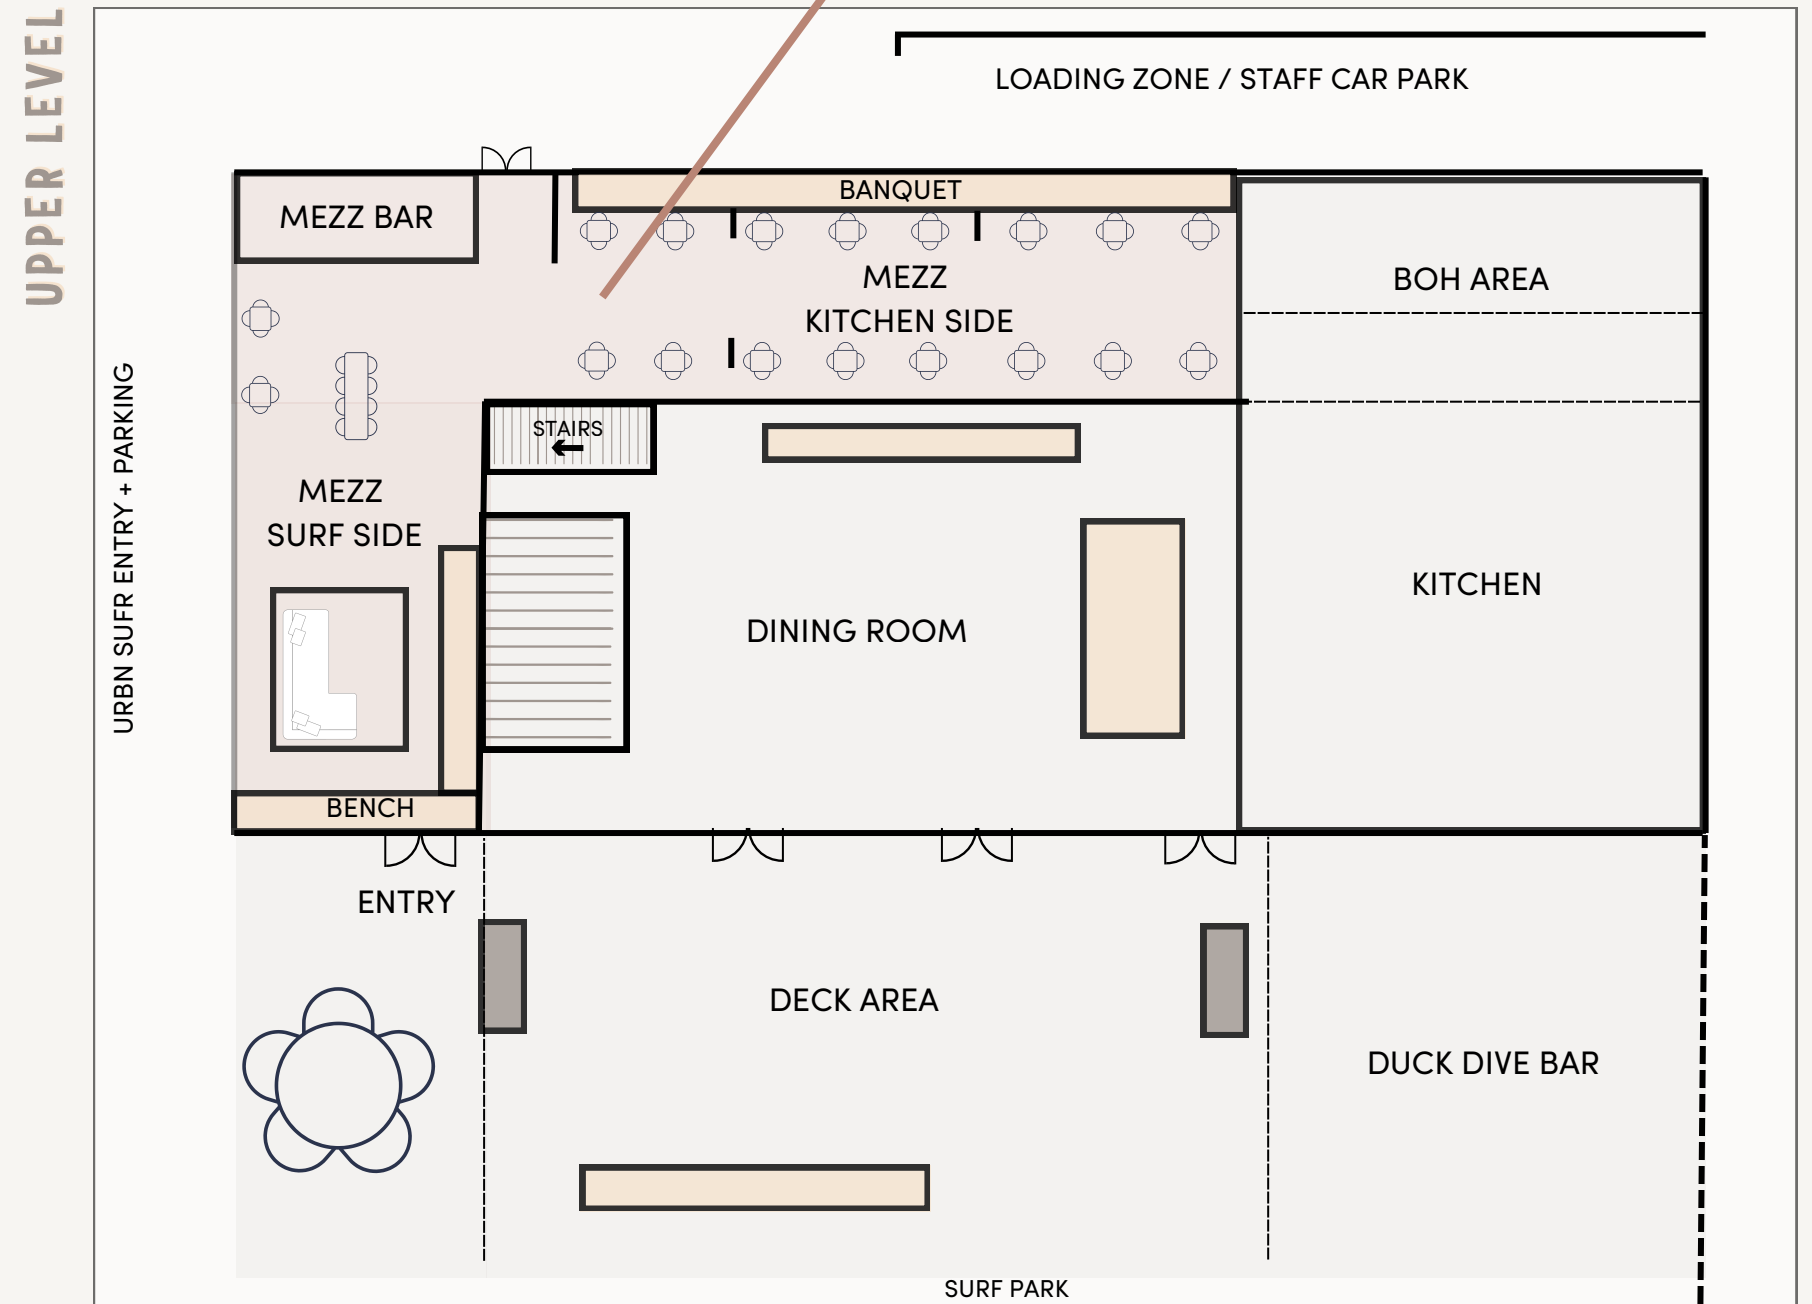 UPPER LEVEL
LOADING ZONE / STAFF CAR PARK
BANQUET
MEZZ BAR
MEZZ
KITCHEN SIDE
BOH AREA
STAIRS
URBN SUFR ENTRY + PARKING
MEZZ
SURF SIDE
KITCHEN
DINING ROOM
BENCH
ENTRY
DECK AREA
DUCK DIVE BAR
SURF PARK